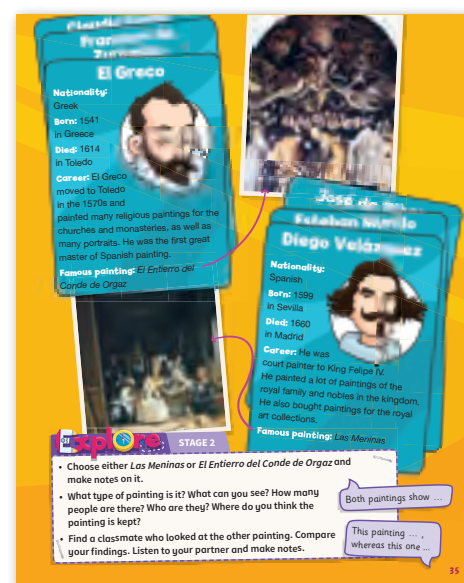 El Greco
Nationality:
Greek
Born: 1541
in Greece
Died: 1614
in Toledo
Career: El Greco
moved to Toledo
in the 1570s and
painted many religious paintings for the
churches and monasteries, as well as
many portraits. He was the first great
master of Spanish painting.
Famous painting: El Entierro del
Conde de Orgaz
José de
Esteban
Diego Velázquez
Nationality:
Spanish
Born: 1599
in Sevilla
Died: 1660
in Madrid
Career: He was
court painter to King Felipe IV.
He painted a lot of paintings of the
royal family and nobles in the kingdom.
He also bought paintings for the royal
art collections.
Famous painting: Las Meninas
Explore STAGE 2
• Choose either Las Meninas or El Entierro del Conde de Orgaz and
make notes on it.
• What type of painting is it? What can you see? How many
people are there? Who are they? Where do you think the
painting is kept?
• Find a classmate who looked at the other painting. Compare
your findings. Listen to your partner and make notes.
Both paintings show ...
This painting ... ,
whereas this one ...
35